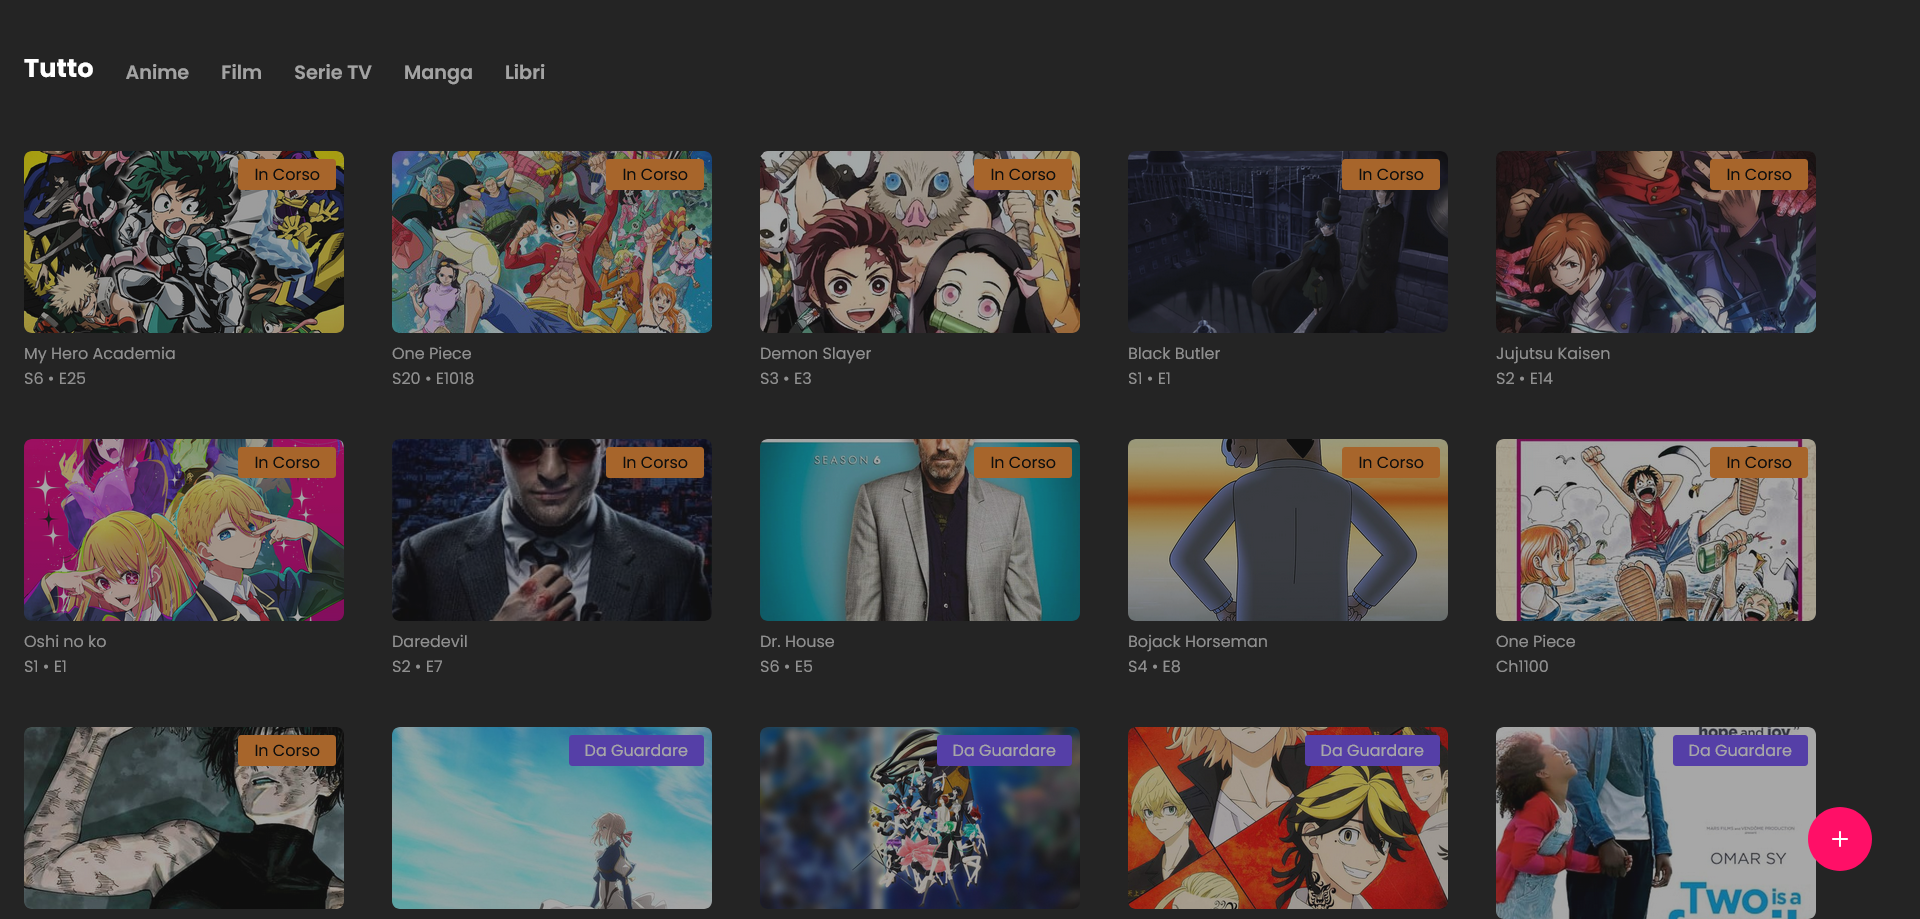 Tutto
Anime
Film
Serie TV
Manga
Libri
In Corso
In Corso
In Corso
In Corso
In Corso
My Hero Academia
S6 • E25
One Piece
S20 • E1018
Demon Slayer
S3 • E3
Black Butler
S1 • E1
Jujutsu Kaisen
S2 • E14
In Corso
In Corso
SEASON 6
In Corso
In Corso
In Corso
Oshi no ko
S1 • E1
Daredevil
S2 • E7
Dr. House
S6 • E5
Bojack Horseman
S4 • E8
One Piece
Ch1100
In Corso
Da Guardare
Da Guardare
Da Guardare
hope and joy"
Da Guardare
OMAR SY
Two is a
+